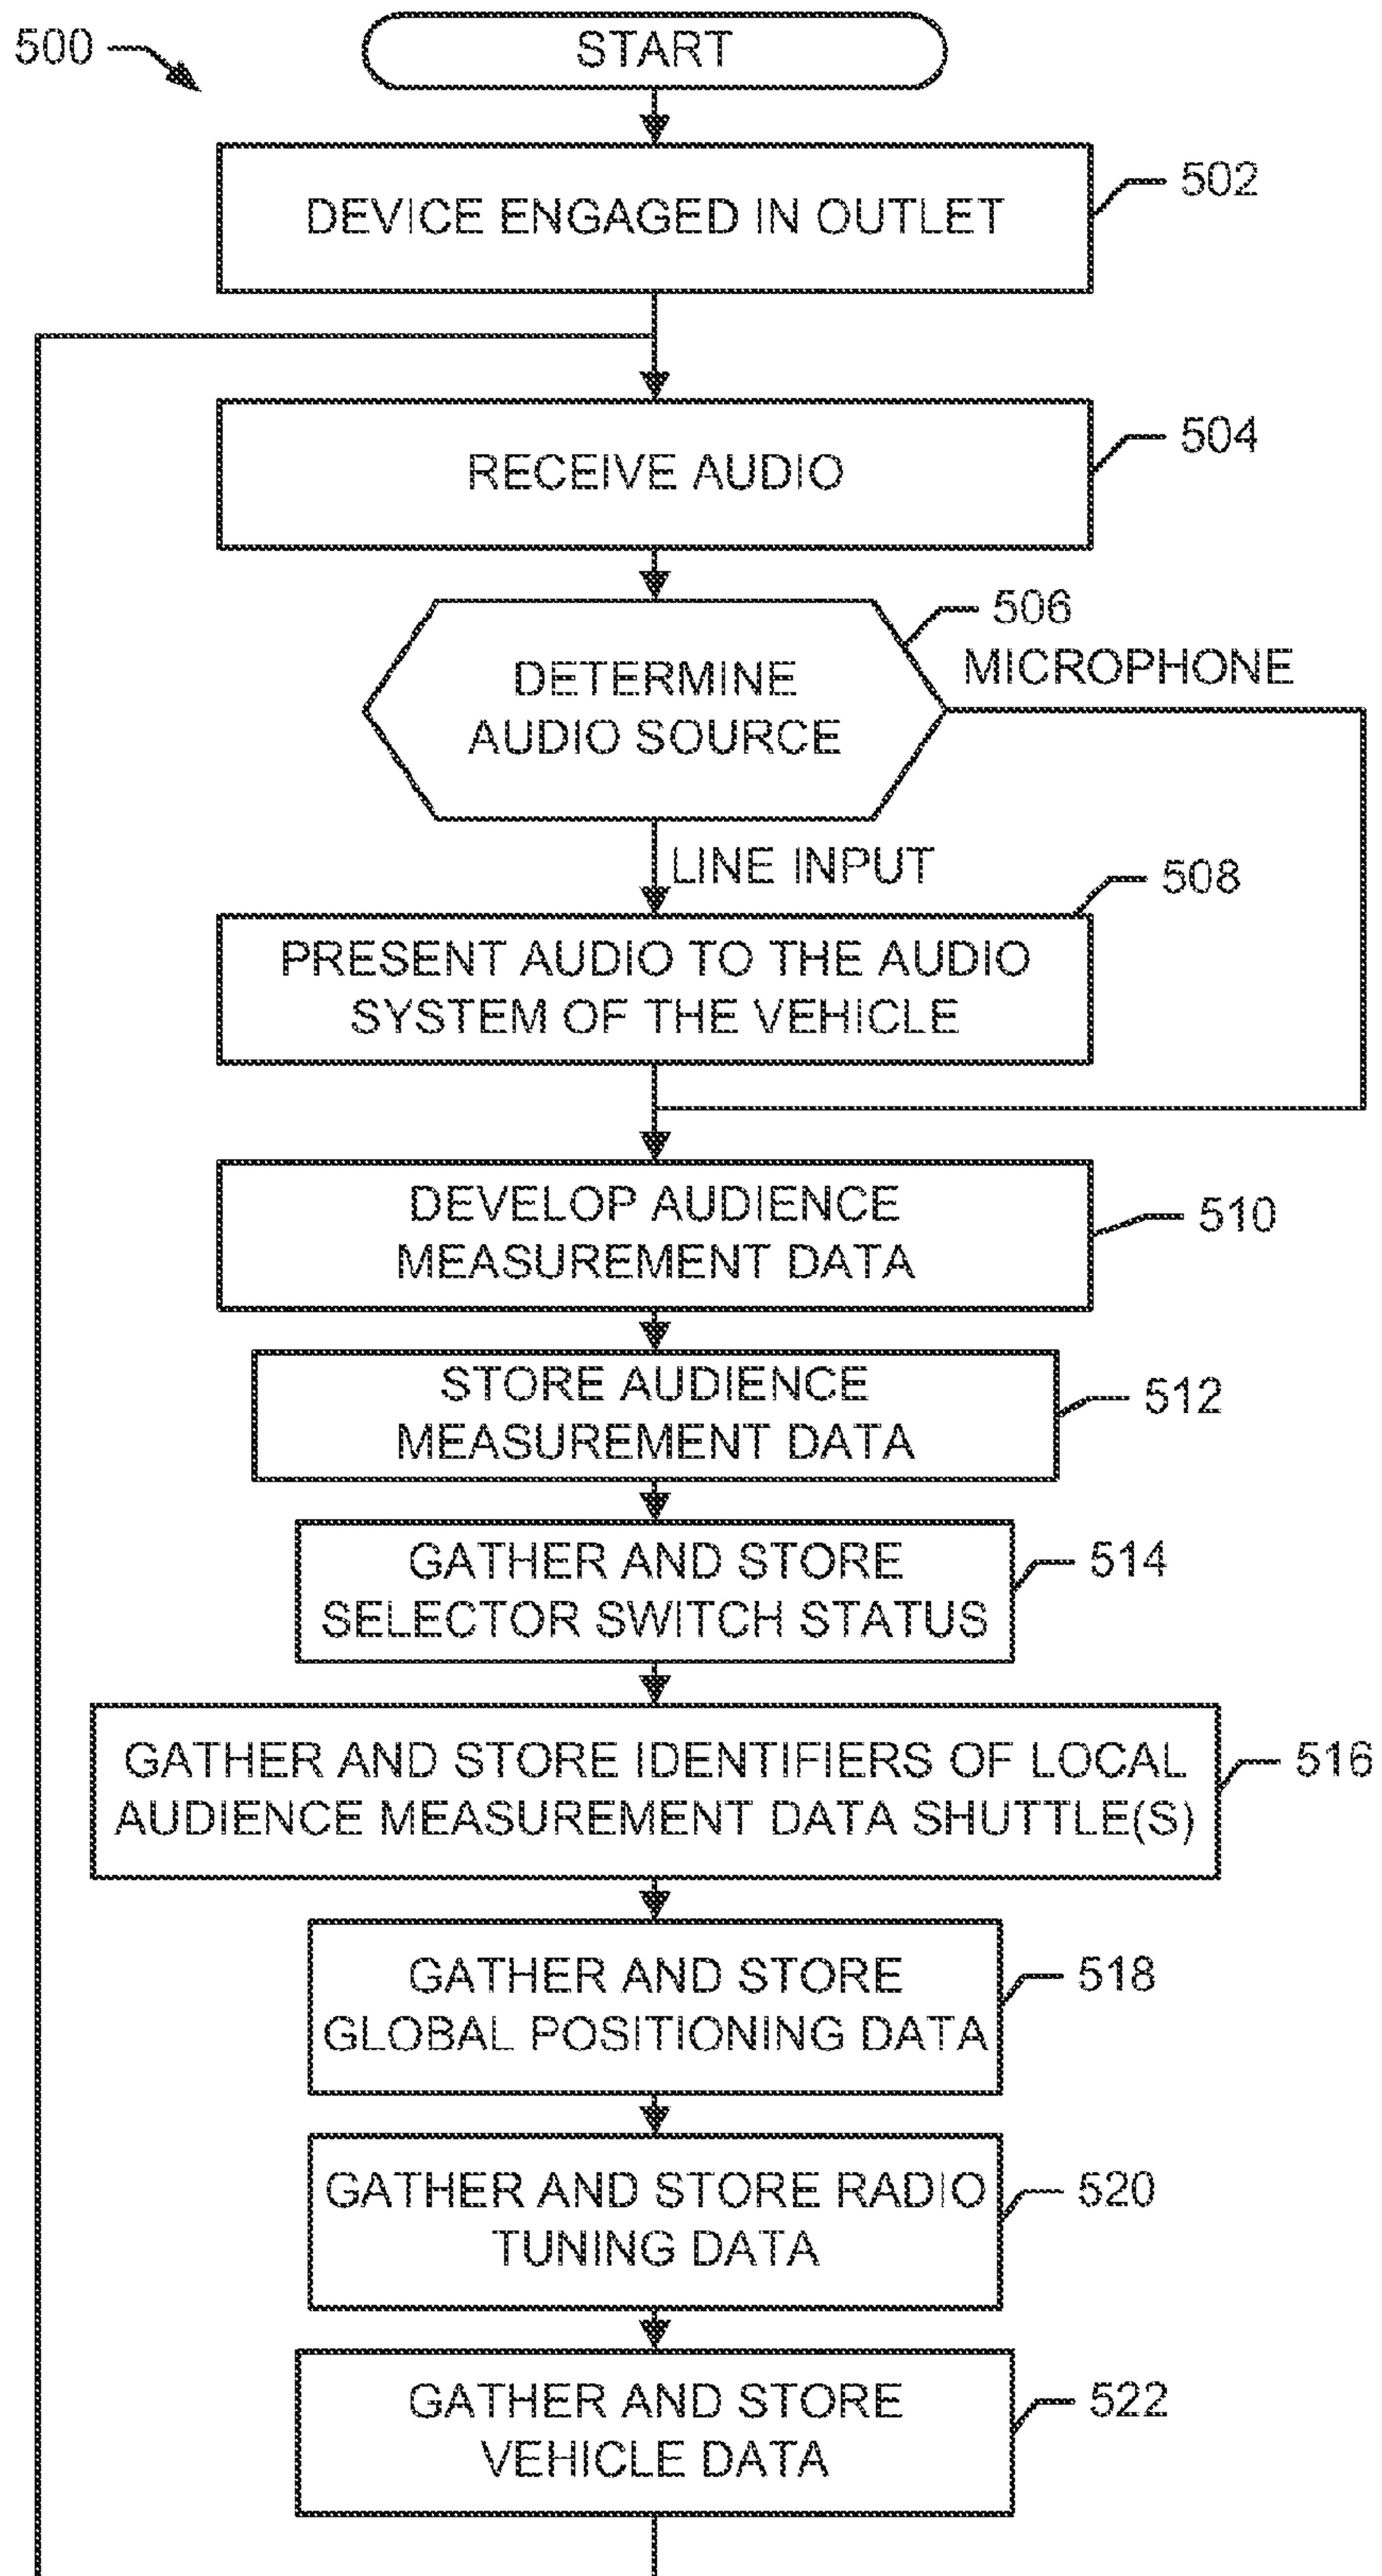 500
START
DEVICE ENGAGED IN OUTLET
502
RECEIVE AUDIO
504
506
DETERMINE
AUDIO SOURCE
MICROPHONE
LINE INPUT
508
PRESENT AUDIO TO THE AUDIO
SYSTEM OF THE VEHICLE
DEVELOP AUDIENCE
MEASUREMENT DATA
510
STORE AUDIENCE
MEASUREMENT DATA
512
GATHER AND STORE
SELECTOR SWITCH STATUS
514
GATHER AND STORE IDENTIFIERS OF LOCAL
AUDIENCE MEASUREMENT DATA SHUTTLE(S)
516
GATHER AND STORE
GLOBAL POSITIONING DATA
518
GATHER AND STORE RADIO
TUNING DATA
520
GATHER AND STORE
VEHICLE DATA
522